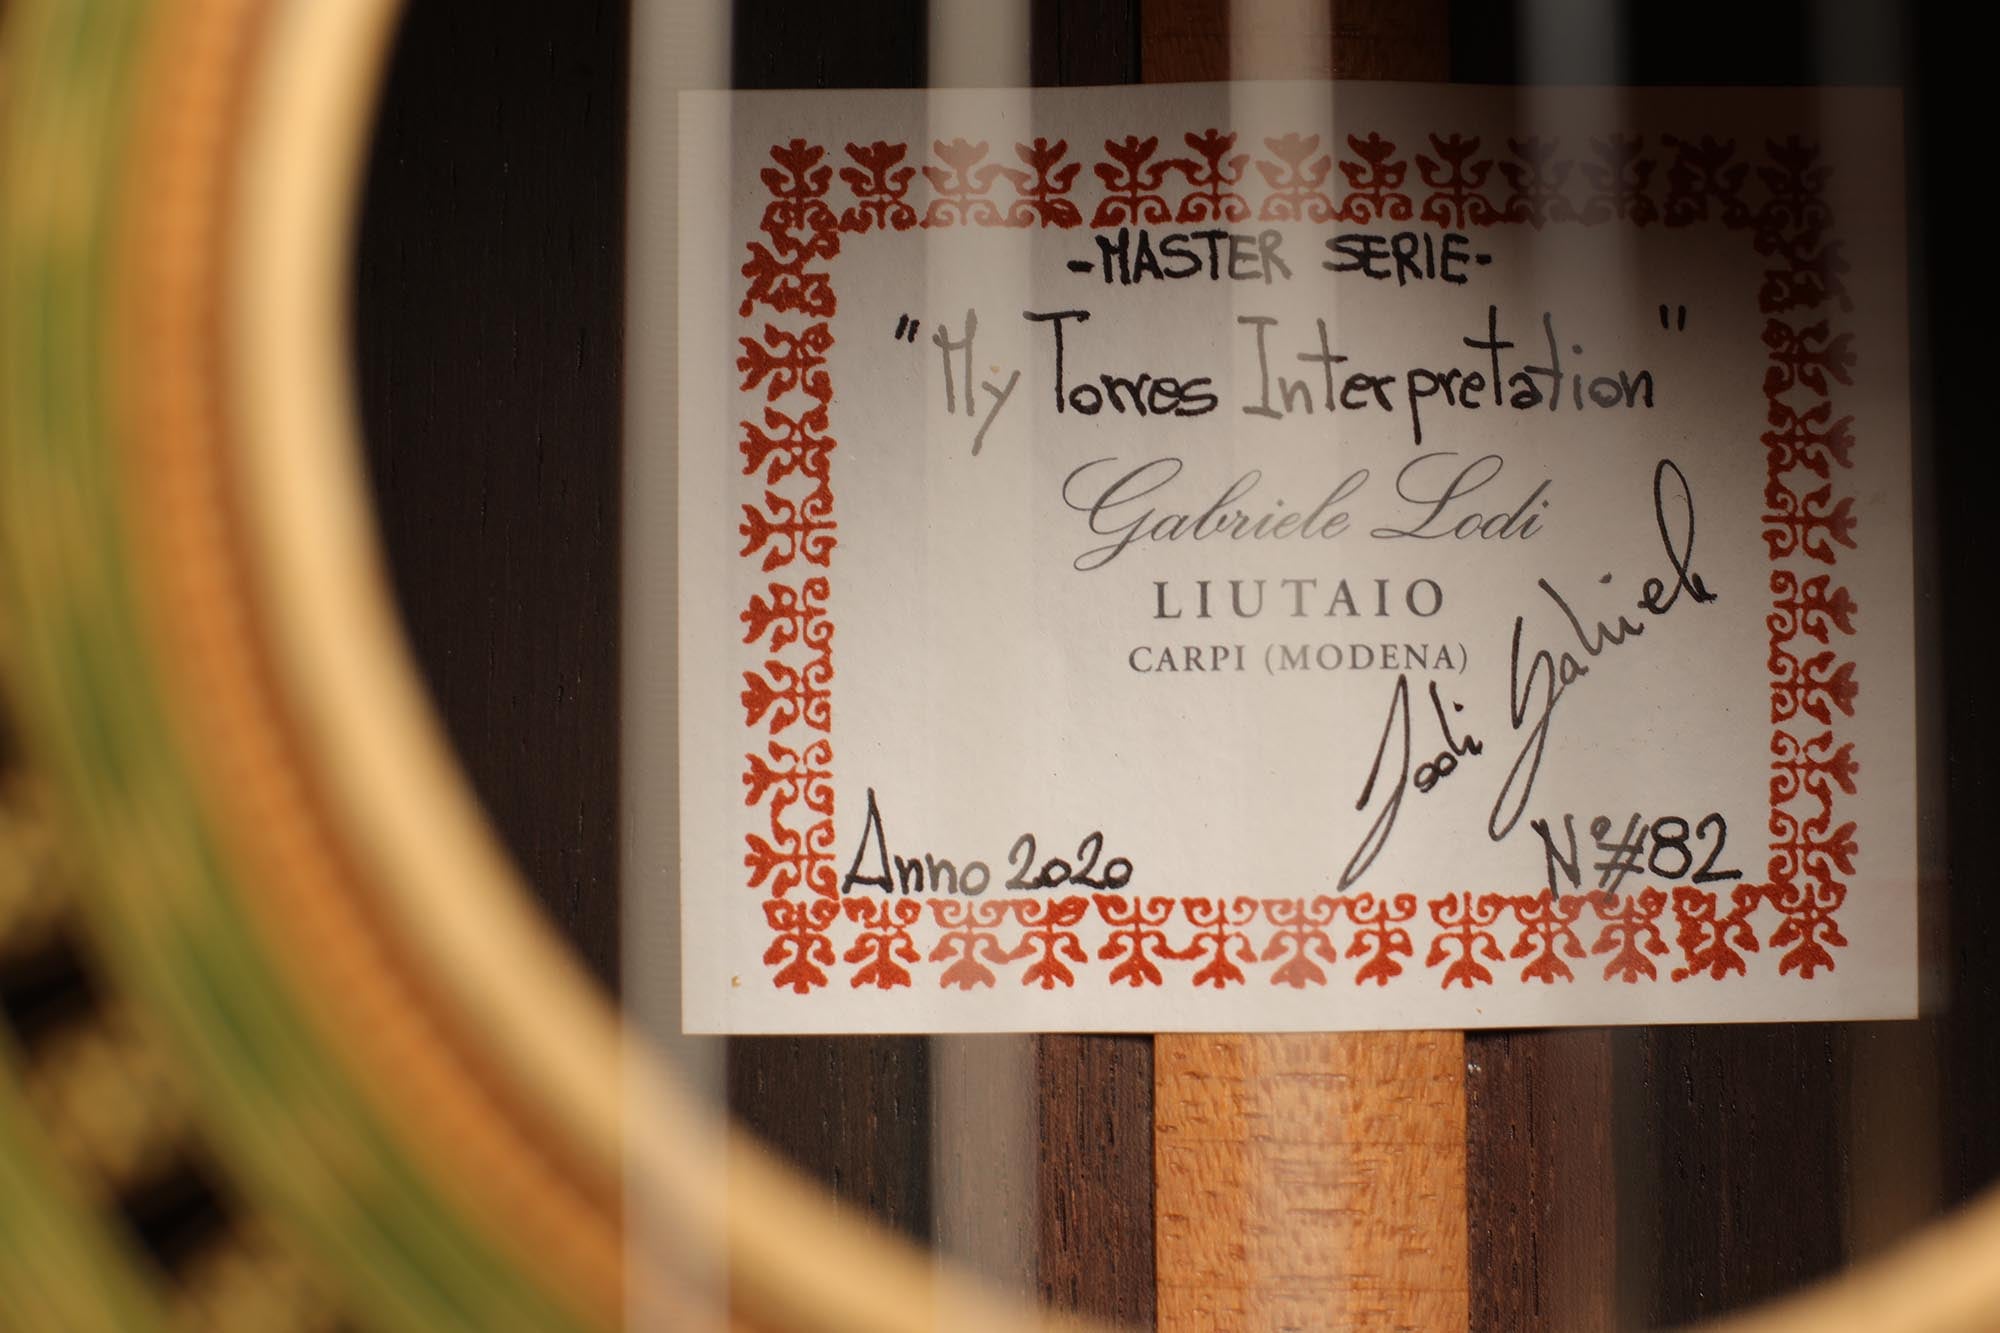 -MASTER SERIE-
"My Torres Interpretation"
Gabriele Lodi
LIUTAIO
CARPI (MODENA)
Lodi Gabriele
Anno 2020
N°#82